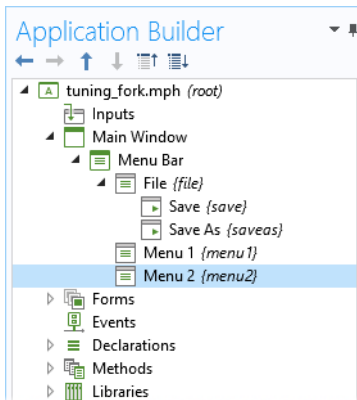 Application Builder
tuning_fork.mph (root)
Inputs
Main Window
Menu Bar
File {file}
Save {save}
Save As {saveas}
Menu 1 {menu1}
Menu 2 {menu2}
Forms
Events
Declarations
Methods
Libraries